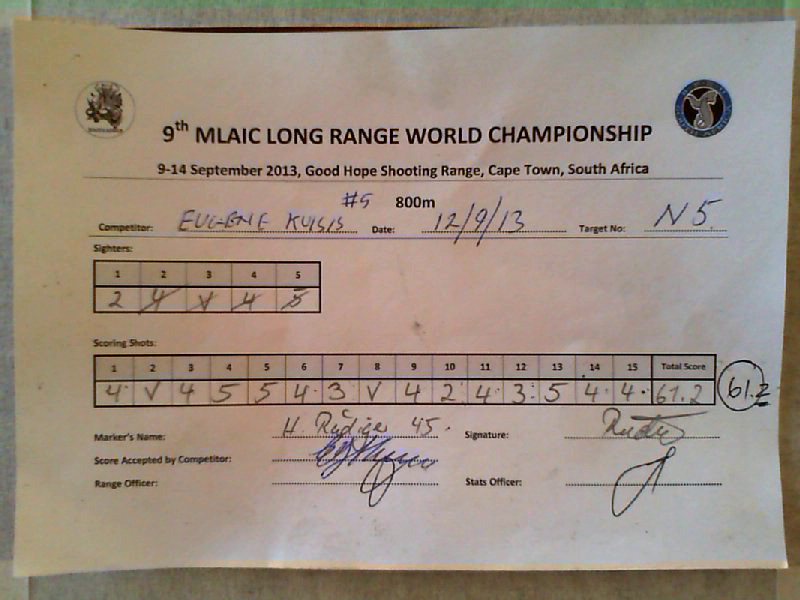 9th MLAIC LONG RANGE WORLD CHAMPIONSHIP
9-14 September 2013, Good Hope Shooting Range, Cape Town, South Africa
#5 800m
Competitor: EUGENE KUISIS Date: 12/9/13 Target No: N 5
Sighters:
1 2 3 4 5
2 4 V 4 5
Scoring Shots:
1 2 3 4 5 6 7 8 9 10 11 12 13 14 15 Total Score
4 V 4 5 5 4 3 V 4 2 4 3 5 4 4 61.2 61.2
Marker's Name: H. Rüdiger 45. Signature:
Score Accepted by Competitor:
Range Officer: Stats Officer: